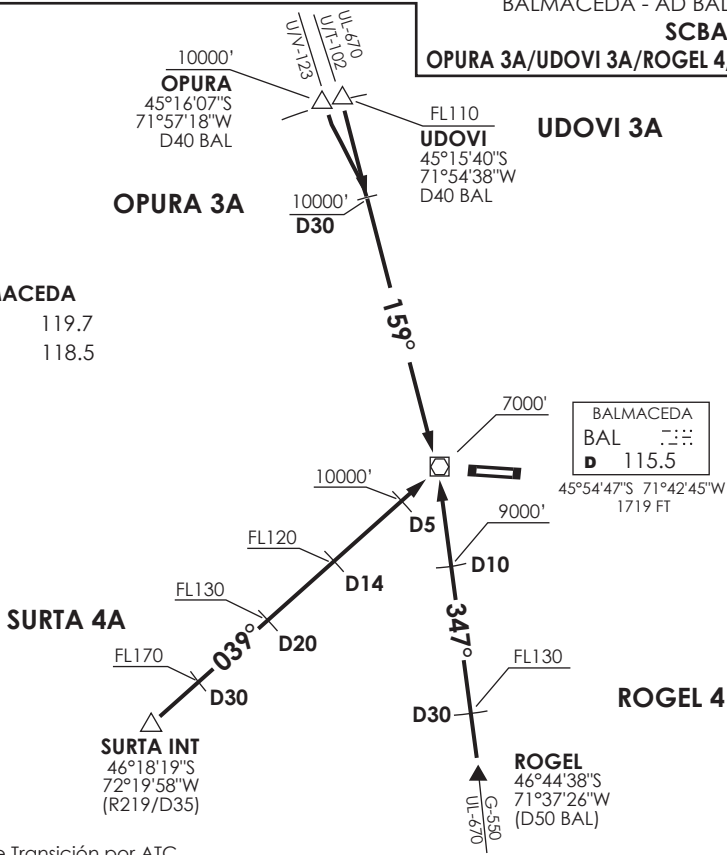 BALMACEDA - AD BAL
SCBA
OPURA 3A/UDOVI 3A/ROGEL 4
UL-670
U/T-102
U/V-123
10000'
OPURA
45°16'07"S
71°57'18"W
D40 BAL
FL110
UDOVI
45°15'40"S
71°54'38"W
D40 BAL
UDOVI 3A
OPURA 3A
10000'
D30
MACEDA
119.7
118.5
159°
7000'
BALMACEDA
BAL
D 115.5
45°54'47"S 71°42'45"W
1719 FT
10000'
D5
9000'
D10
FL120
D14
FL130
D20
SURTA 4A
039°
347°
FL170
D30
FL130
D30
ROGEL 4
SURTA INT
46°18'19"S
72°19'58"W
(R219/D35)
ROGEL
46°44'38"S
71°37'26"W
(D50 BAL)
G-550
UL-670
e Transición por ATC